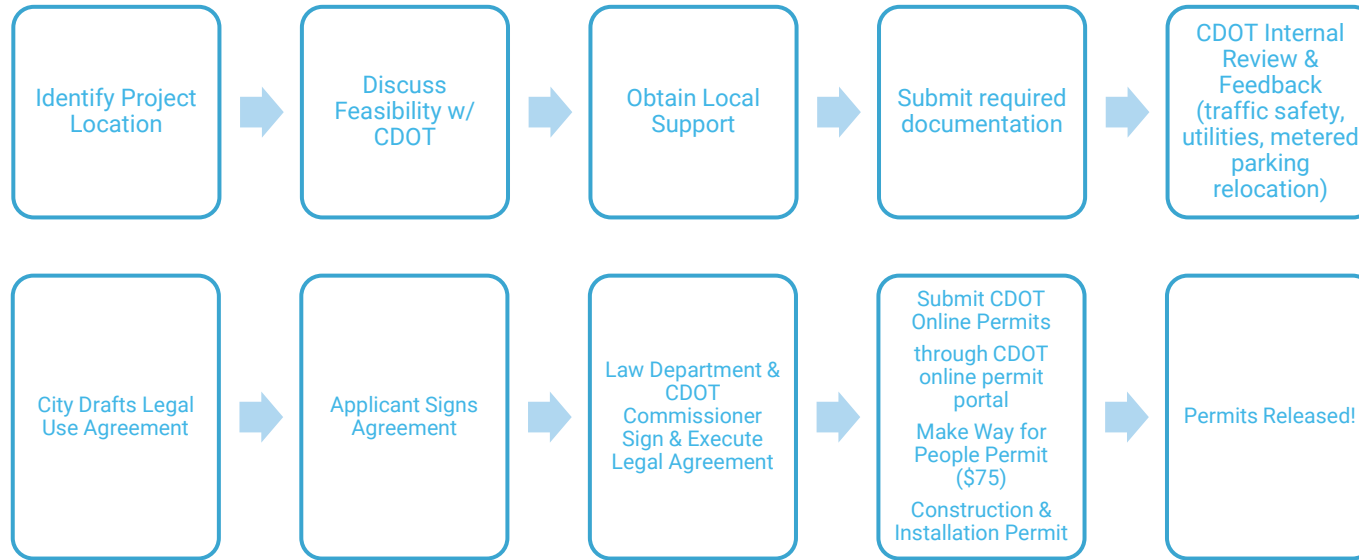 Identify Project
Location
Discuss
Feasibility w/
CDOT
Obtain Local
Support
Submit required
documentation
CDOT Internal
Review &
Feedback
(traffic safety,
utilities, metered
parking
relocation)
City Drafts Legal
Use Agreement
Applicant Signs
Agreement
Law Department &
CDOT
Commissioner
Sign & Execute
Legal Agreement
Submit CDOT
Online Permits
through CDOT
online permit
portal
Make Way for
People Permit
($75)
Construction &
Installation Permit
Permits Released!